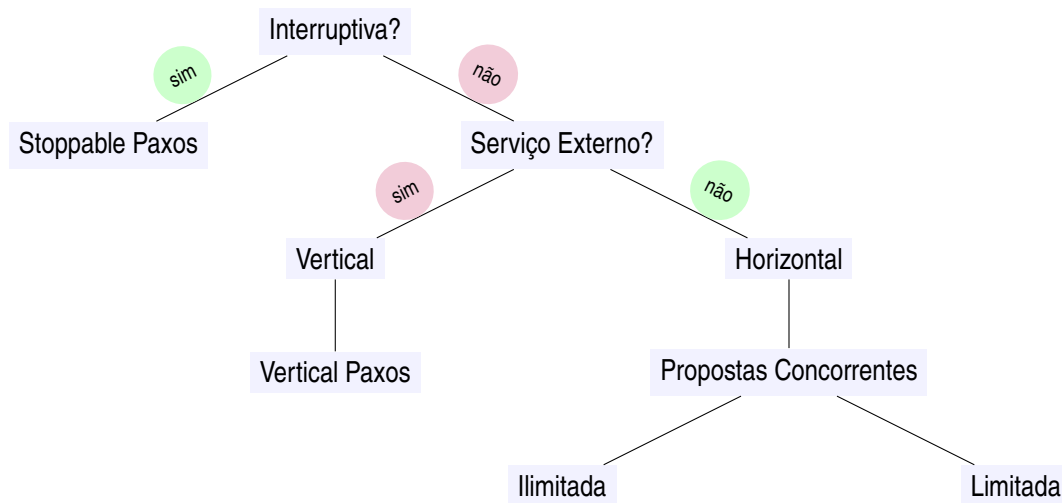 Interruptiva?
sim
não
Stoppable Paxos
Serviço Externo?
sim
não
Vertical
Horizontal
Vertical Paxos
Propostas Concorrentes
Ilimitada
Limitada